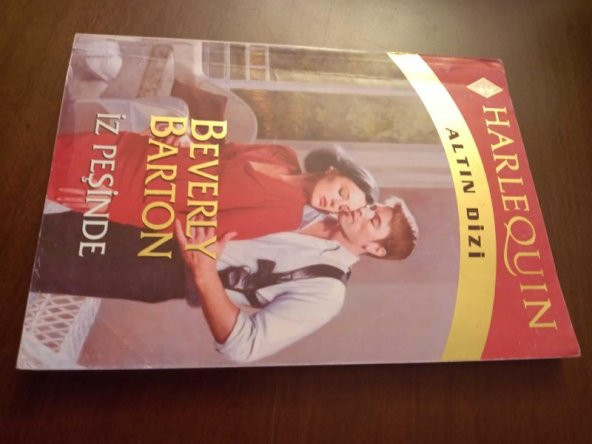 HARLEQUIN
ALTIN DİZİ
BEVERLY
BARTON
İZ PEŞİNDE